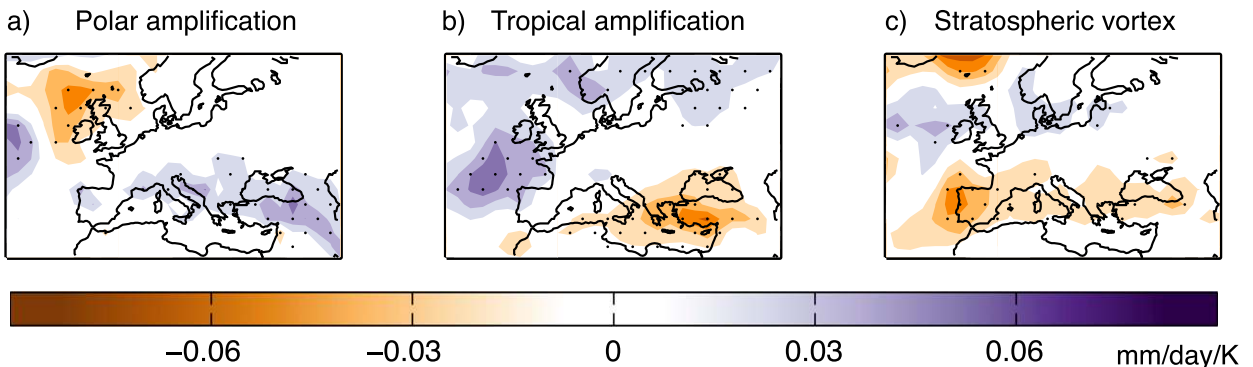 a) Polar amplification
b) Tropical amplification
c) Stratospheric vortex
−0.06 −0.03 0 0.03 0.06 mm/day/K